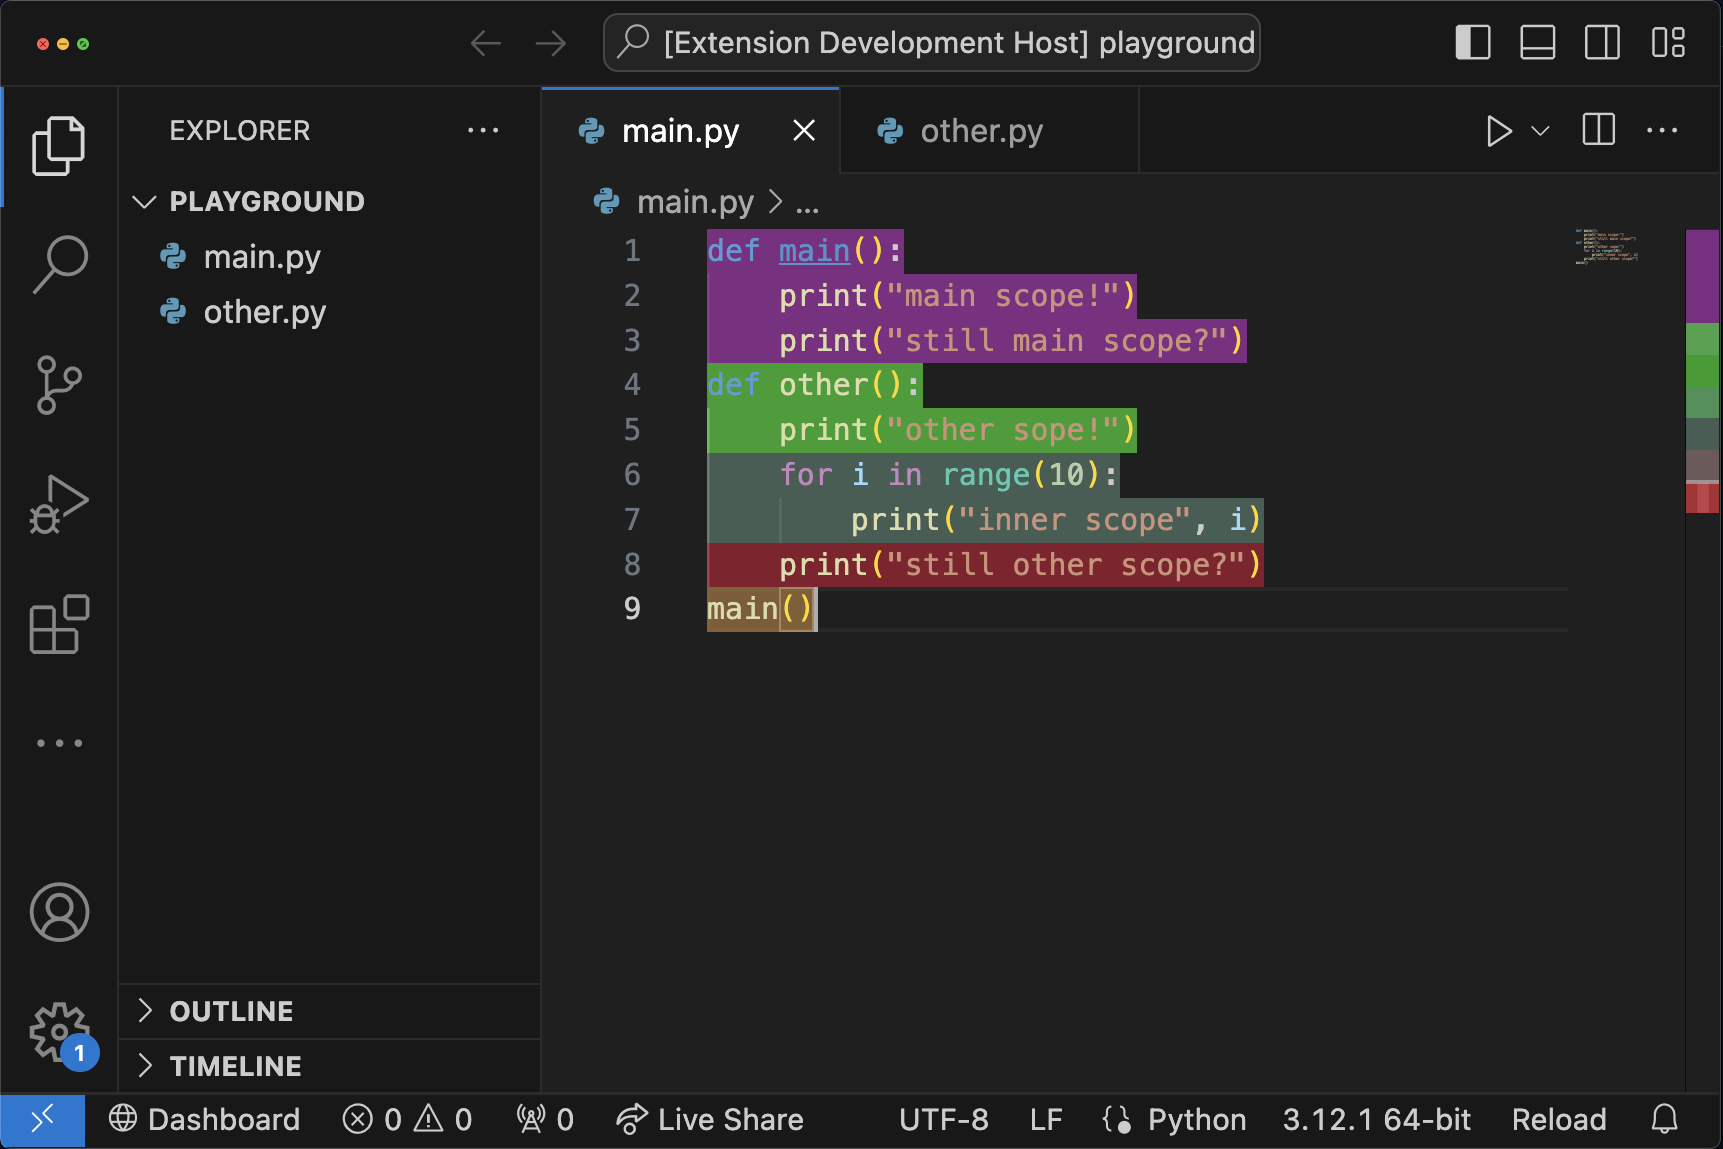 [Extension Development Host] playground
EXPLORER
PLAYGROUND
main.py
other.py
OUTLINE
TIMELINE
main.py
other.py
main.py > ...
1 def main():
2     print("main scope!")
3     print("still main scope?")
4 def other():
5     print("other sope!")
6     for i in range(10):
7         print("inner scope", i)
8     print("still other scope?")
9 main()
1
Dashboard 0 0 0 Live Share UTF-8 LF Python 3.12.1 64-bit Reload